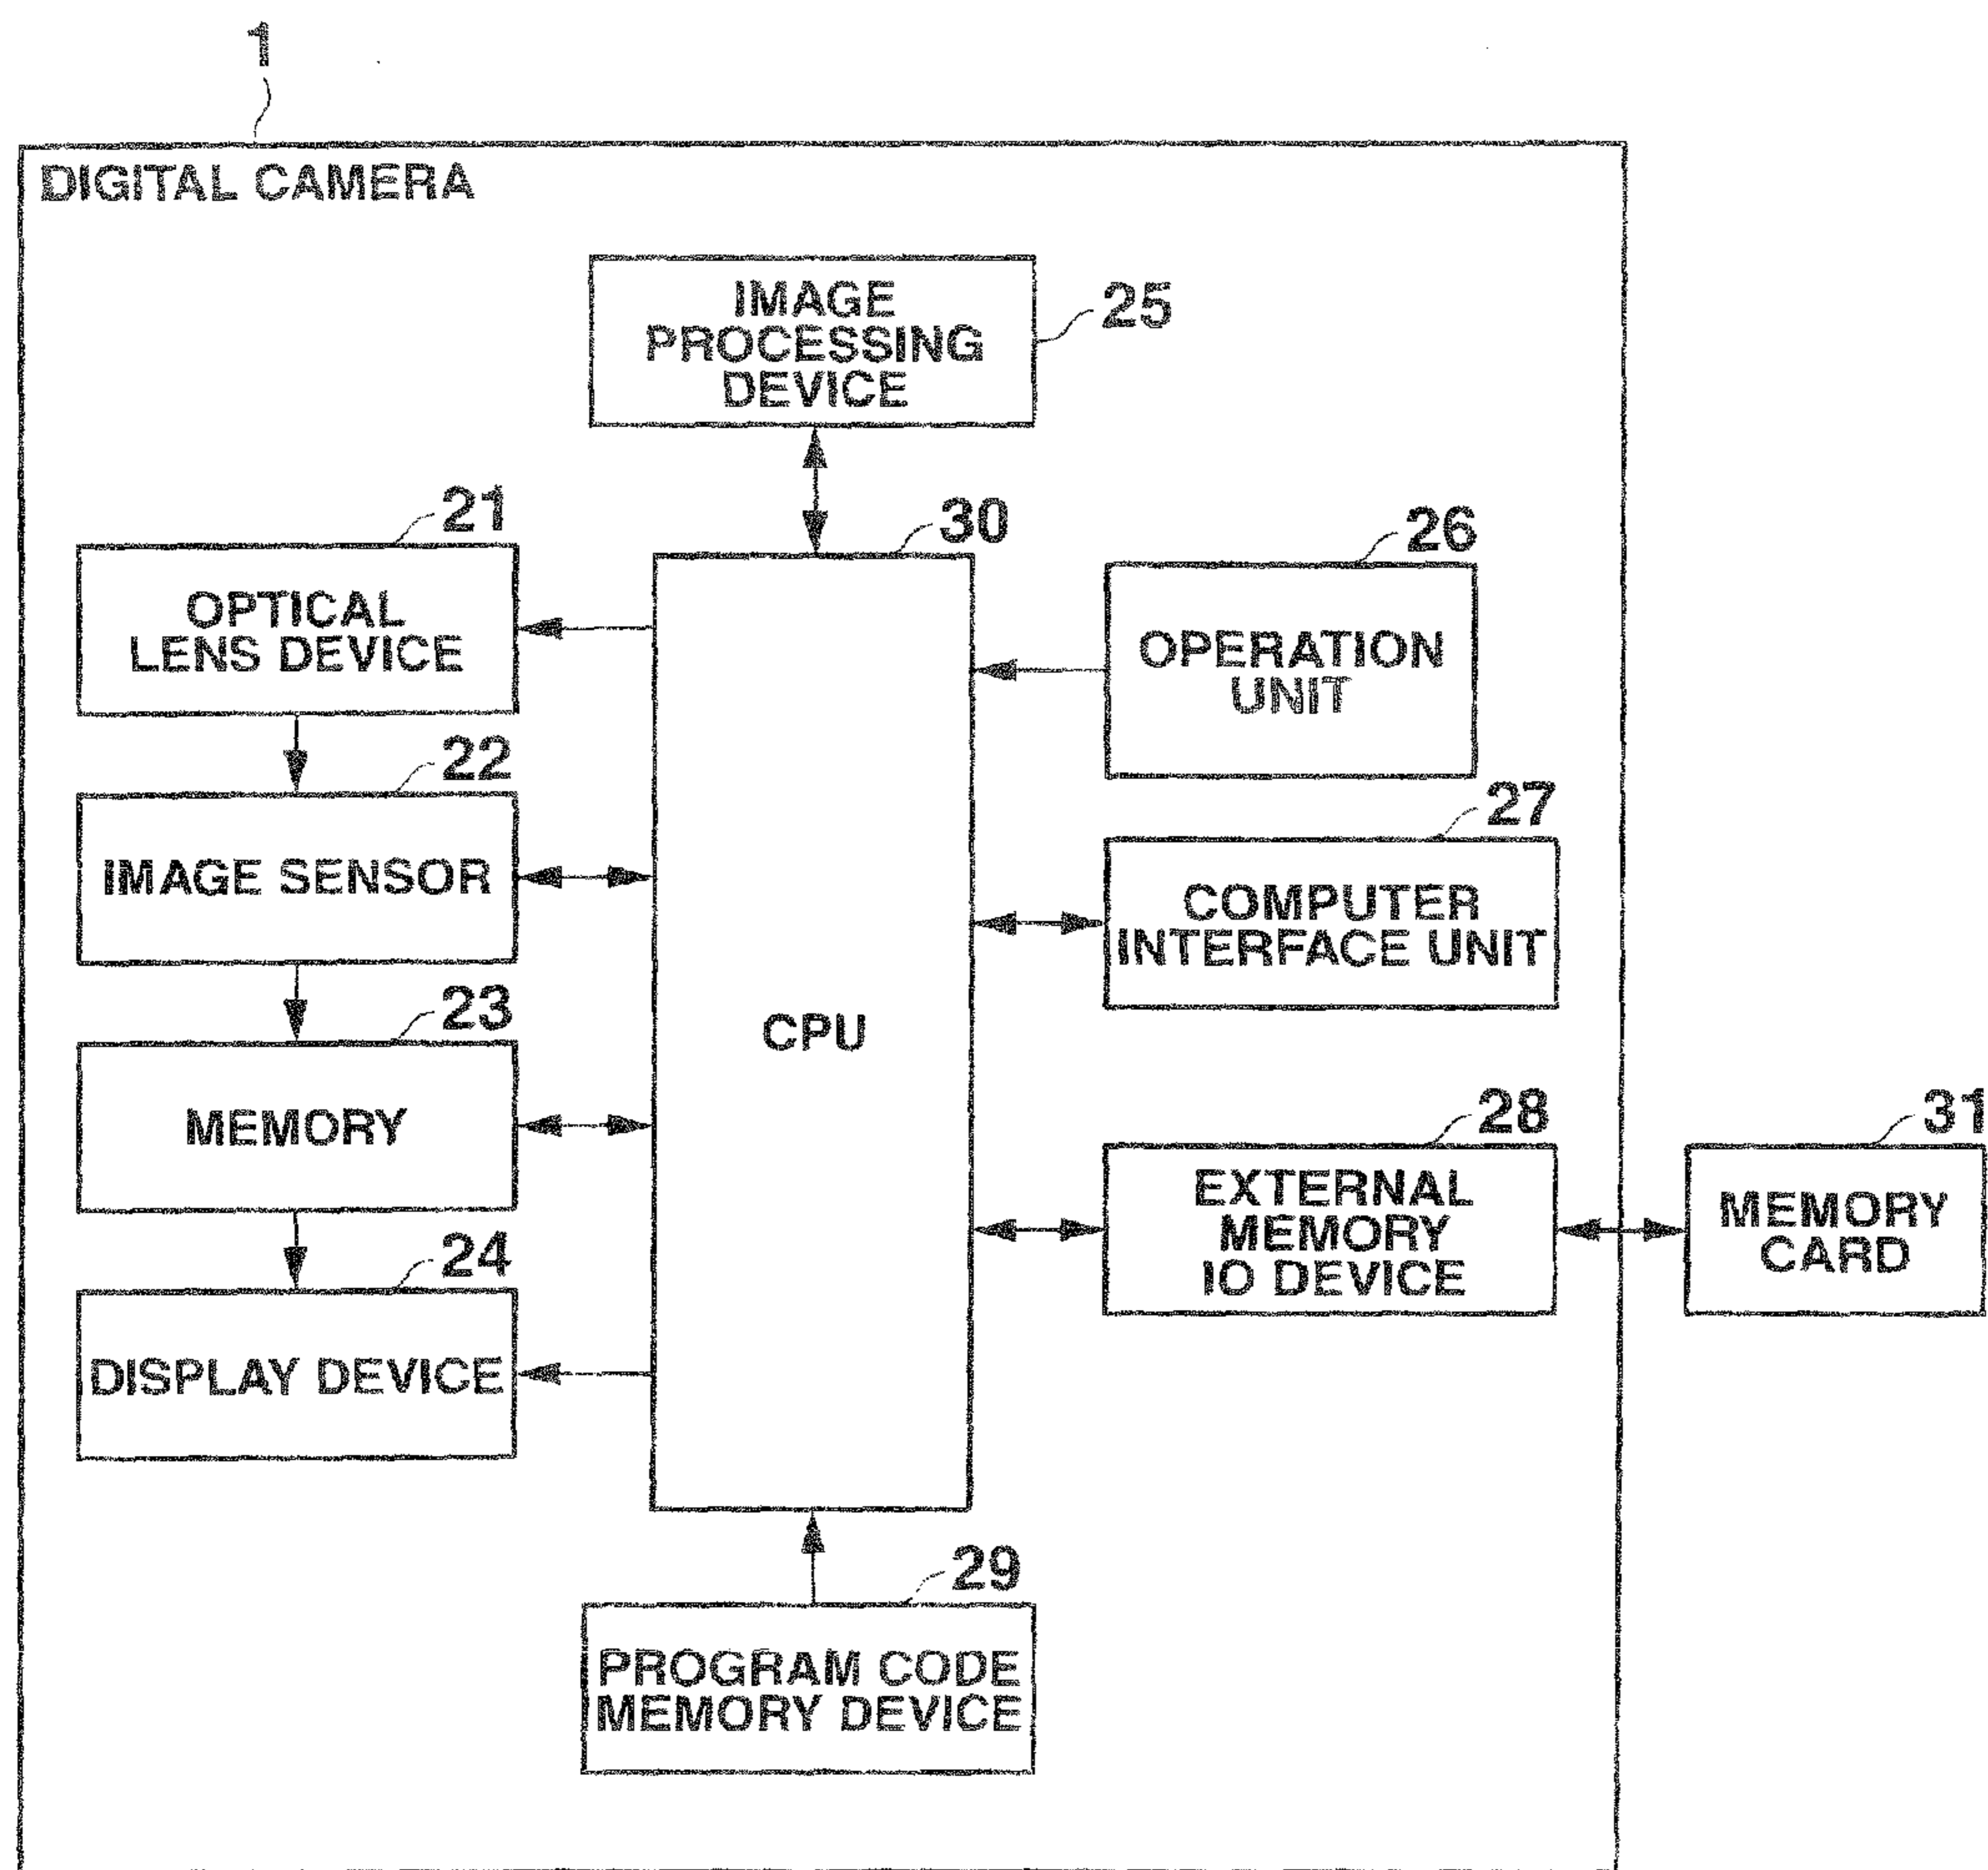 1
DIGITAL CAMERA
IMAGE
PROCESSING
DEVICE
25
21
30
26
OPTICAL
LENS DEVICE
OPERATION
UNIT
22
27
IMAGE SENSOR
COMPUTER
INTERFACE UNIT
23
CPU
28
31
MEMORY
EXTERNAL
MEMORY
IO DEVICE
MEMORY
CARD
24
DISPLAY DEVICE
29
PROGRAM CODE
MEMORY DEVICE